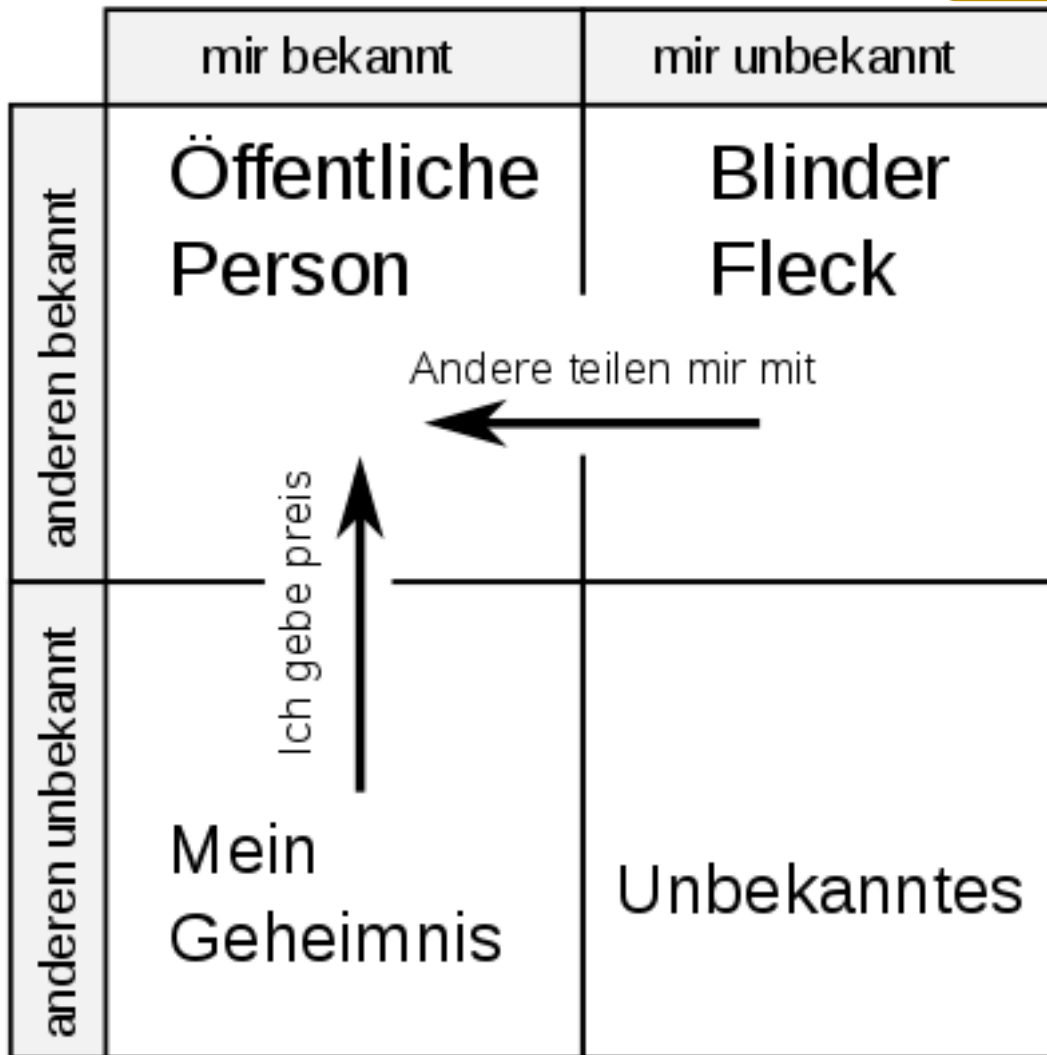 mir bekannt
mir unbekannt
anderen bekannt
Öffentliche
Person
Blinder
Fleck
Andere teilen mir mit
Ich gebe preis
anderen unbekannt
Mein
Geheimnis
Unbekanntes